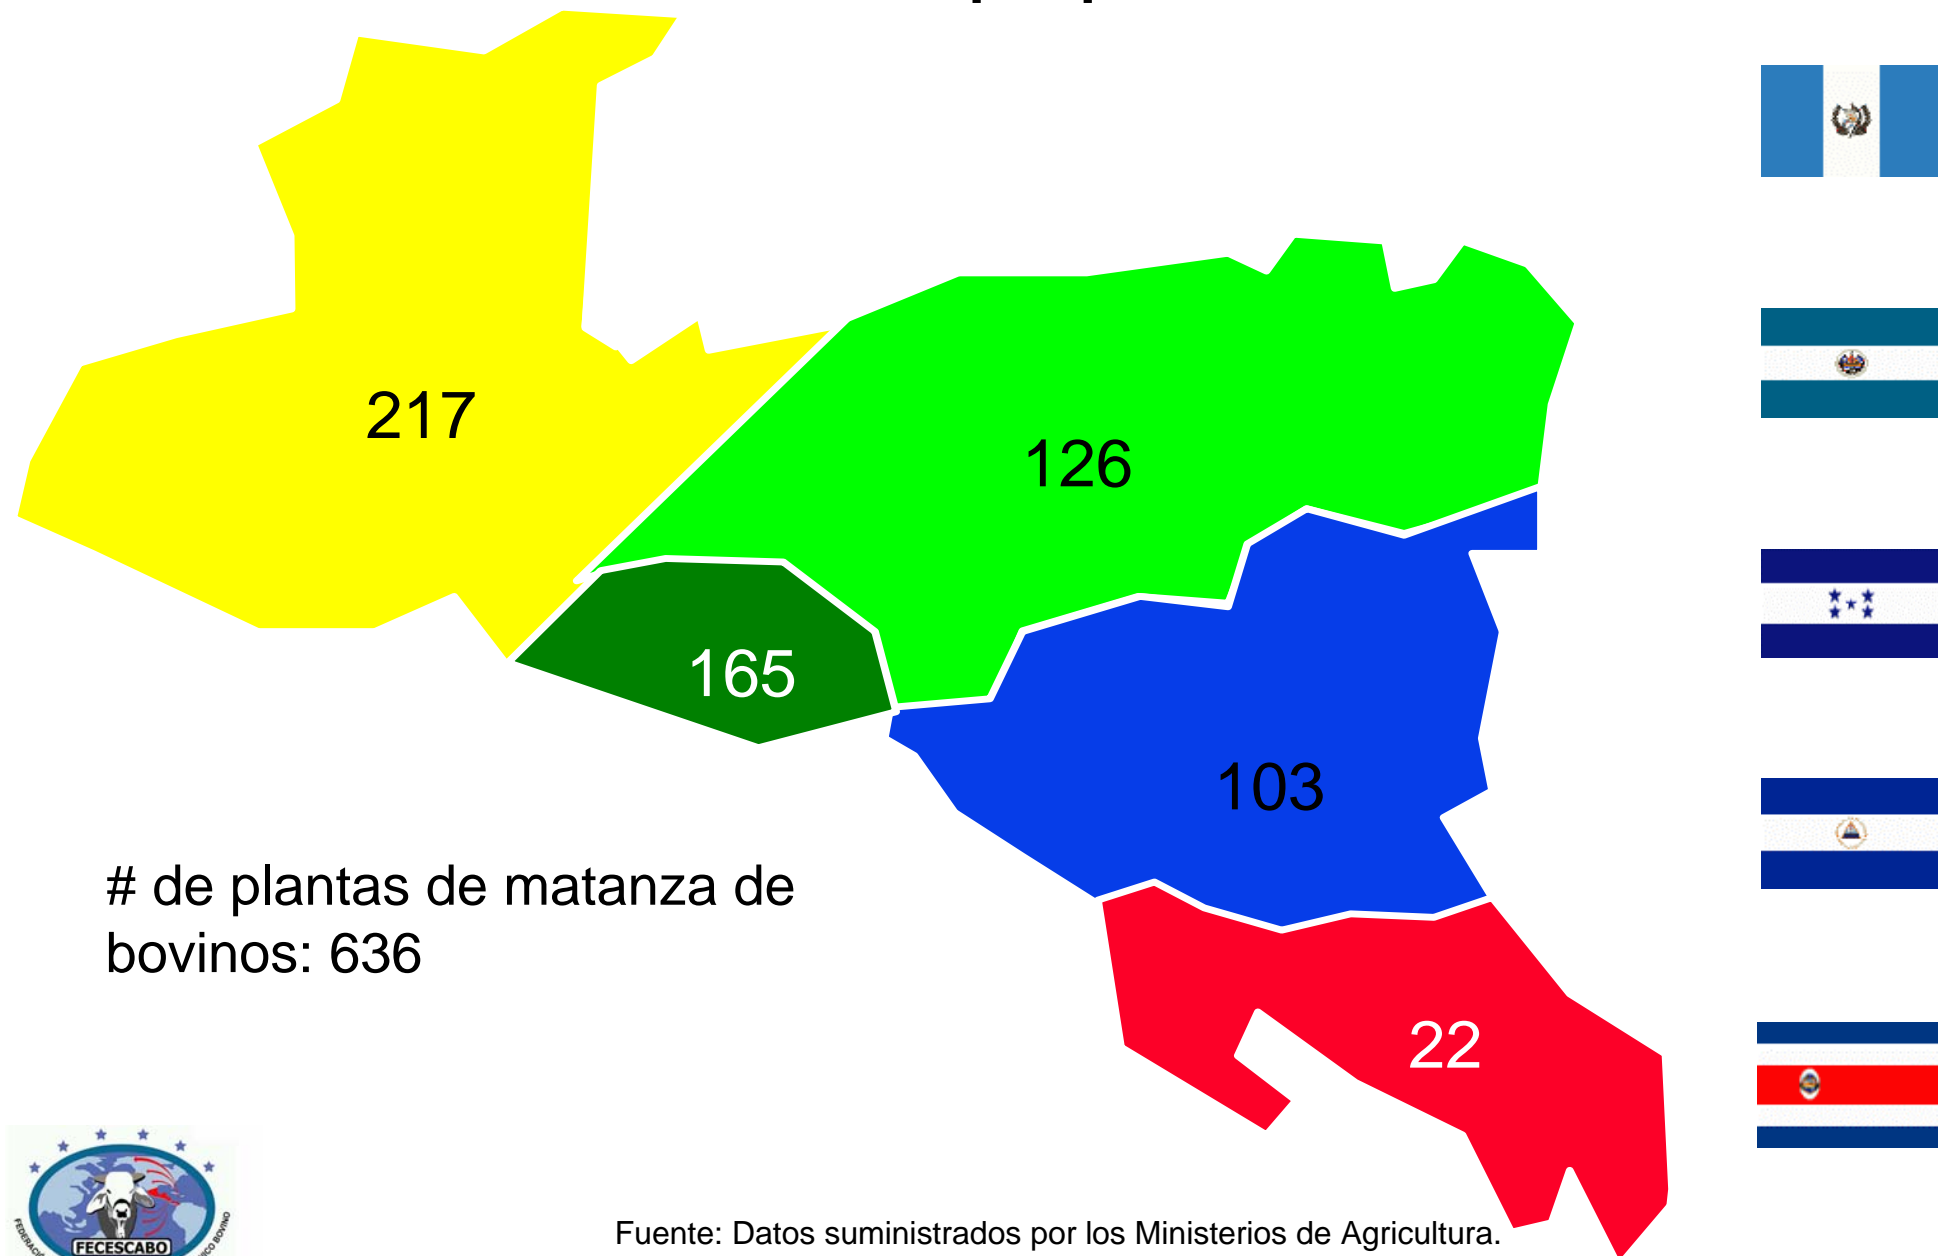 217
126
165
103
# de plantas de matanza de
bovinos: 636
22
FECESCABO
Fuente: Datos suministrados por los Ministerios de Agricultura.